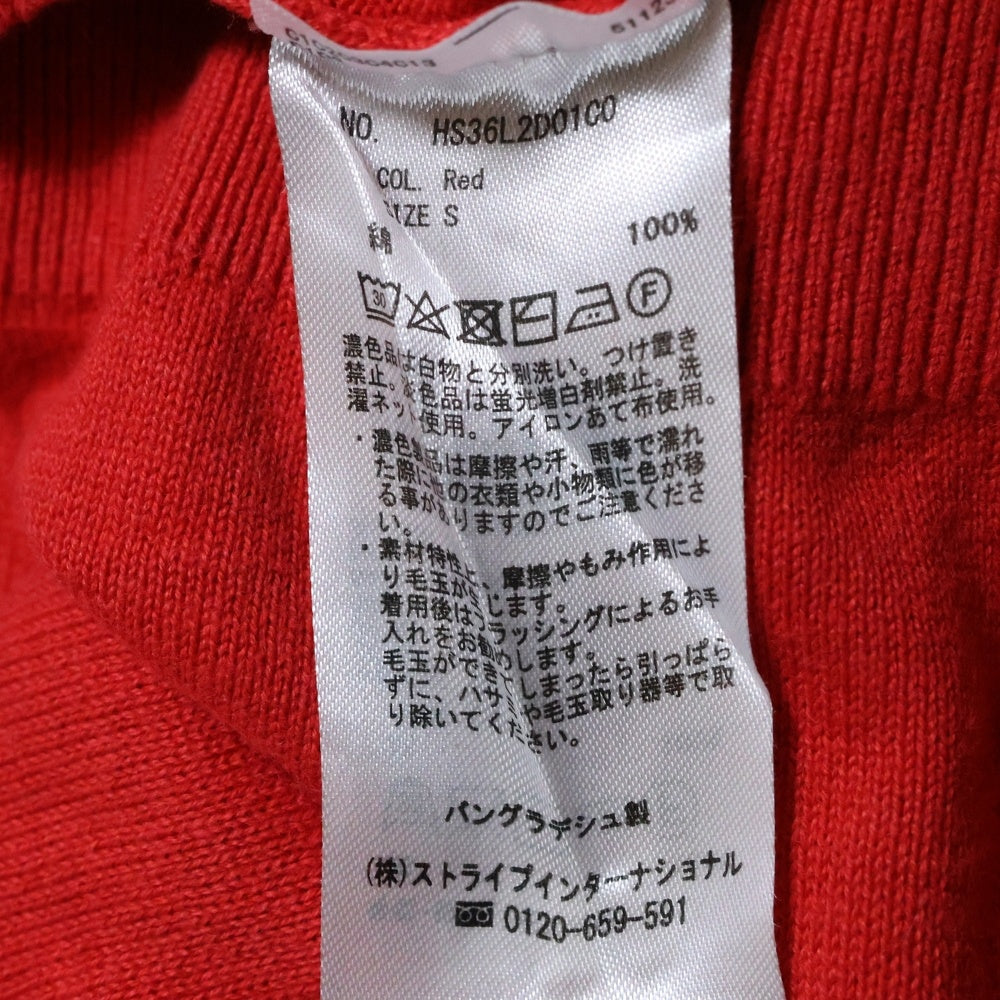 NO. HS36L2D01C0
COL. Red
SIZE S
綿 100%
30
F
濃色品は白物と分別洗い。つけ置き
禁止。淡色品は蛍光増白剤禁止。洗
濯ネット使用。アイロンあて布使用。
・濃色製品は摩擦や汗、雨等で濡れ
た際に他の衣類や小物類に色が移
る事がありますのでご注意くださ
い。
・素材特性上、摩擦やもみ作用によ
り毛玉が生じます。
着用後はブラッシングによるお手
入れをお勧めします。
毛玉ができてしまったら引っぱら
ずに、ハサミや毛玉取り器等で取
り除いてください。
バングラデシュ製
(株)ストライプインターナショナル
0120-659-591